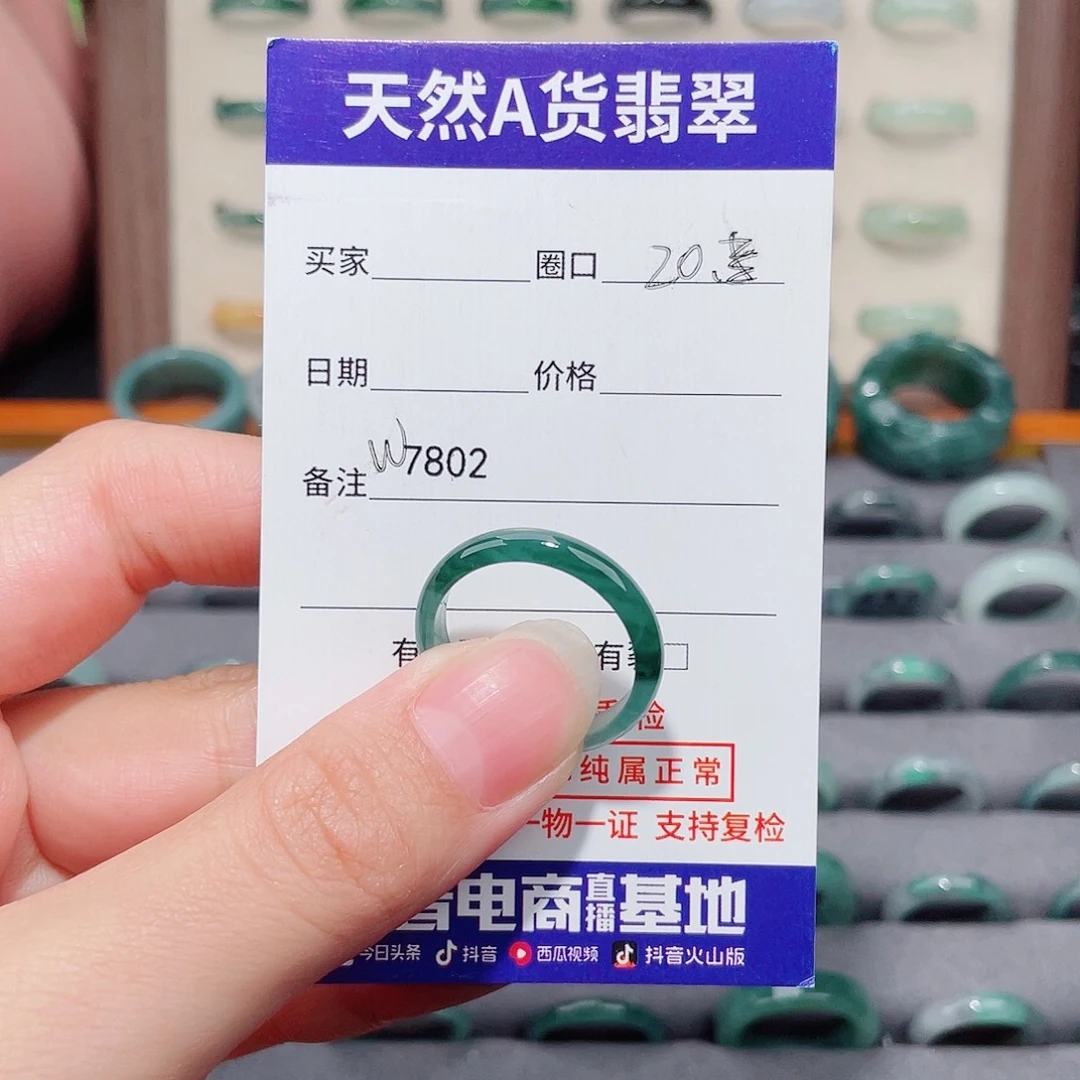 天然A货翡翠
买家 圈口 20
日期 价格
备注 W7802
有 有
检
纯属正常
一物一证 支持复检
电商直播基地
今日头条 抖音 西瓜视频 抖音火山版